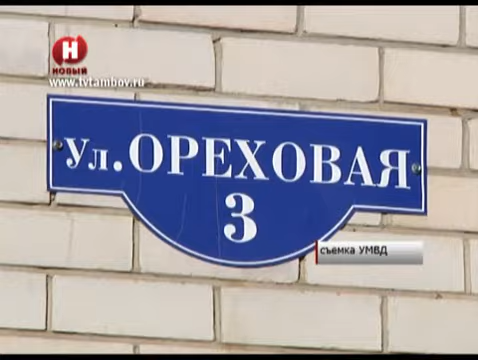 Н
НОВЫЙ
www.tvtambov.ru
Ул. ОРЕХОВАЯ
3
съемка УМВД